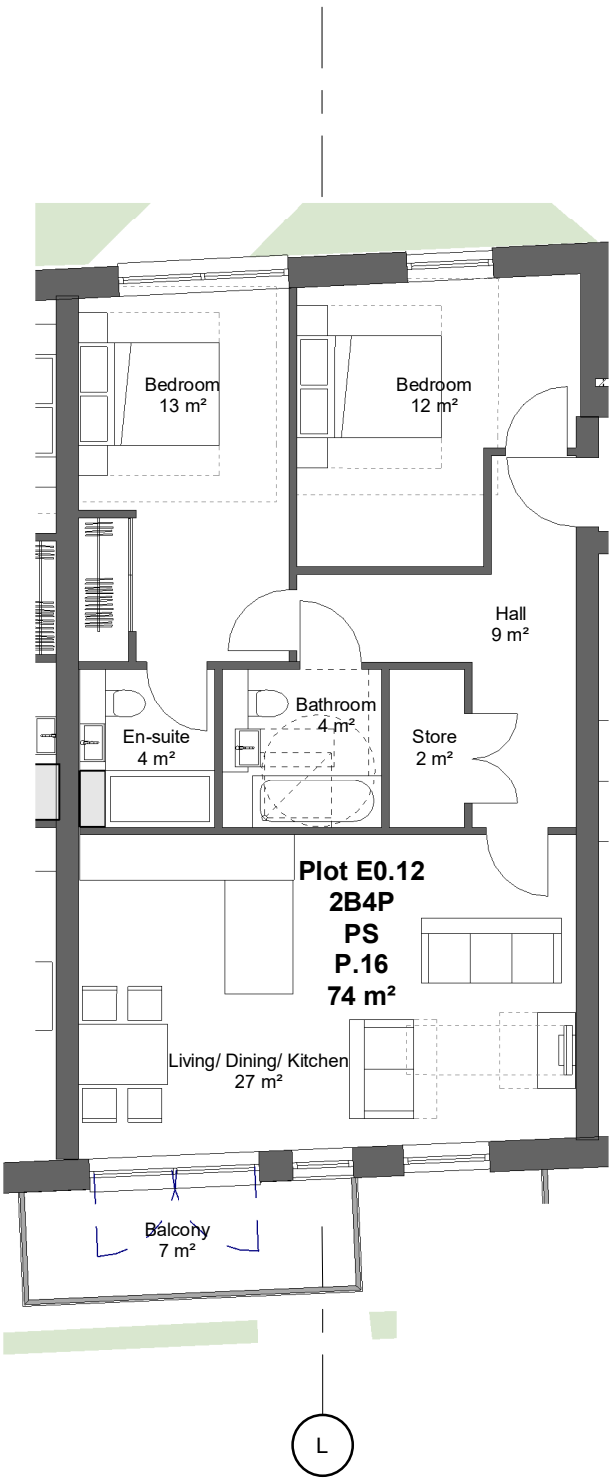 Bedroom
13 m²
Bedroom
12 m²
Hall
9 m²
En-suite
4 m²
Bathroom
4 m²
Store
2 m²
Plot E0.12
2B4P
PS
P.16
74 m²
Living/ Dining/ Kitchen
27 m²
Balcony
7 m²
L